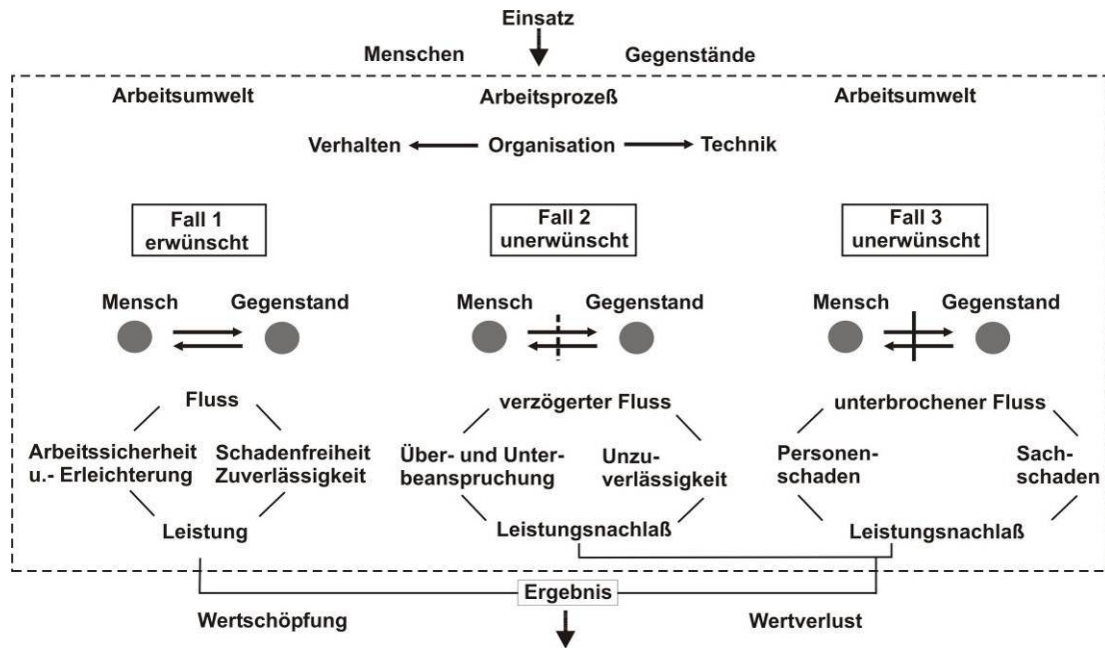 Einsatz
Menschen Gegenstände
Arbeitsumwelt Arbeitsprozeß Arbeitsumwelt
Verhalten Organisation Technik
Fall 1
erwünscht
Fall 2
unerwünscht
Fall 3
unerwünscht
Mensch Gegenstand
Mensch Gegenstand
Mensch Gegenstand
Fluss
Arbeitssicherheit
u.- Erleichterung
Schadenfreiheit
Zuverlässigkeit
Leistung
verzögerter Fluss
Über- und Unter-
beanspruchung
Unzu-
verlässigkeit
Leistungsnachlaß
unterbrochener Fluss
Personen-
schaden
Sach-
schaden
Leistungsnachlaß
Ergebnis
Wertschöpfung Wertverlust